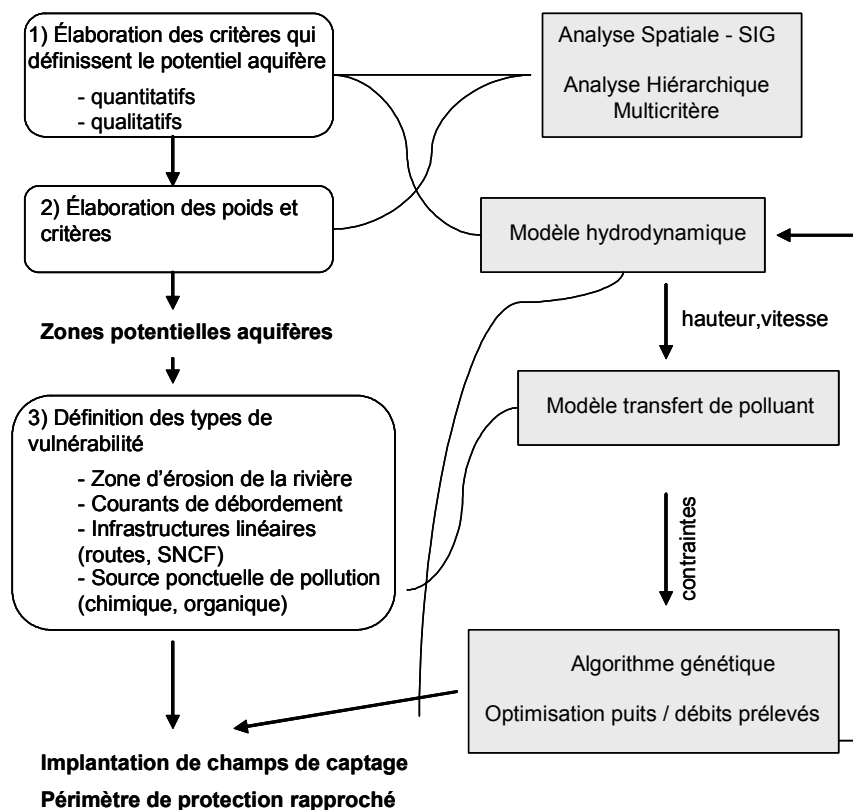 1) Élaboration des critères qui
définissent le potentiel aquifère
- quantitatifs
- qualitatifs
Analyse Spatiale - SIG
Analyse Hiérarchique
Multicritère
2) Élaboration des poids et
critères
Modèle hydrodynamique
Zones potentielles aquifères
hauteur,vitesse
3) Définition des types de
vulnérabilité
- Zone d'érosion de la rivière
- Courants de débordement
- Infrastructures linéaires
(routes, SNCF)
- Source ponctuelle de pollution
(chimique, organique)
Modèle transfert de polluant
contraintes
Algorithme génétique
Optimisation puits / débits prélevés
Implantation de champs de captage
Périmètre de protection rapproché